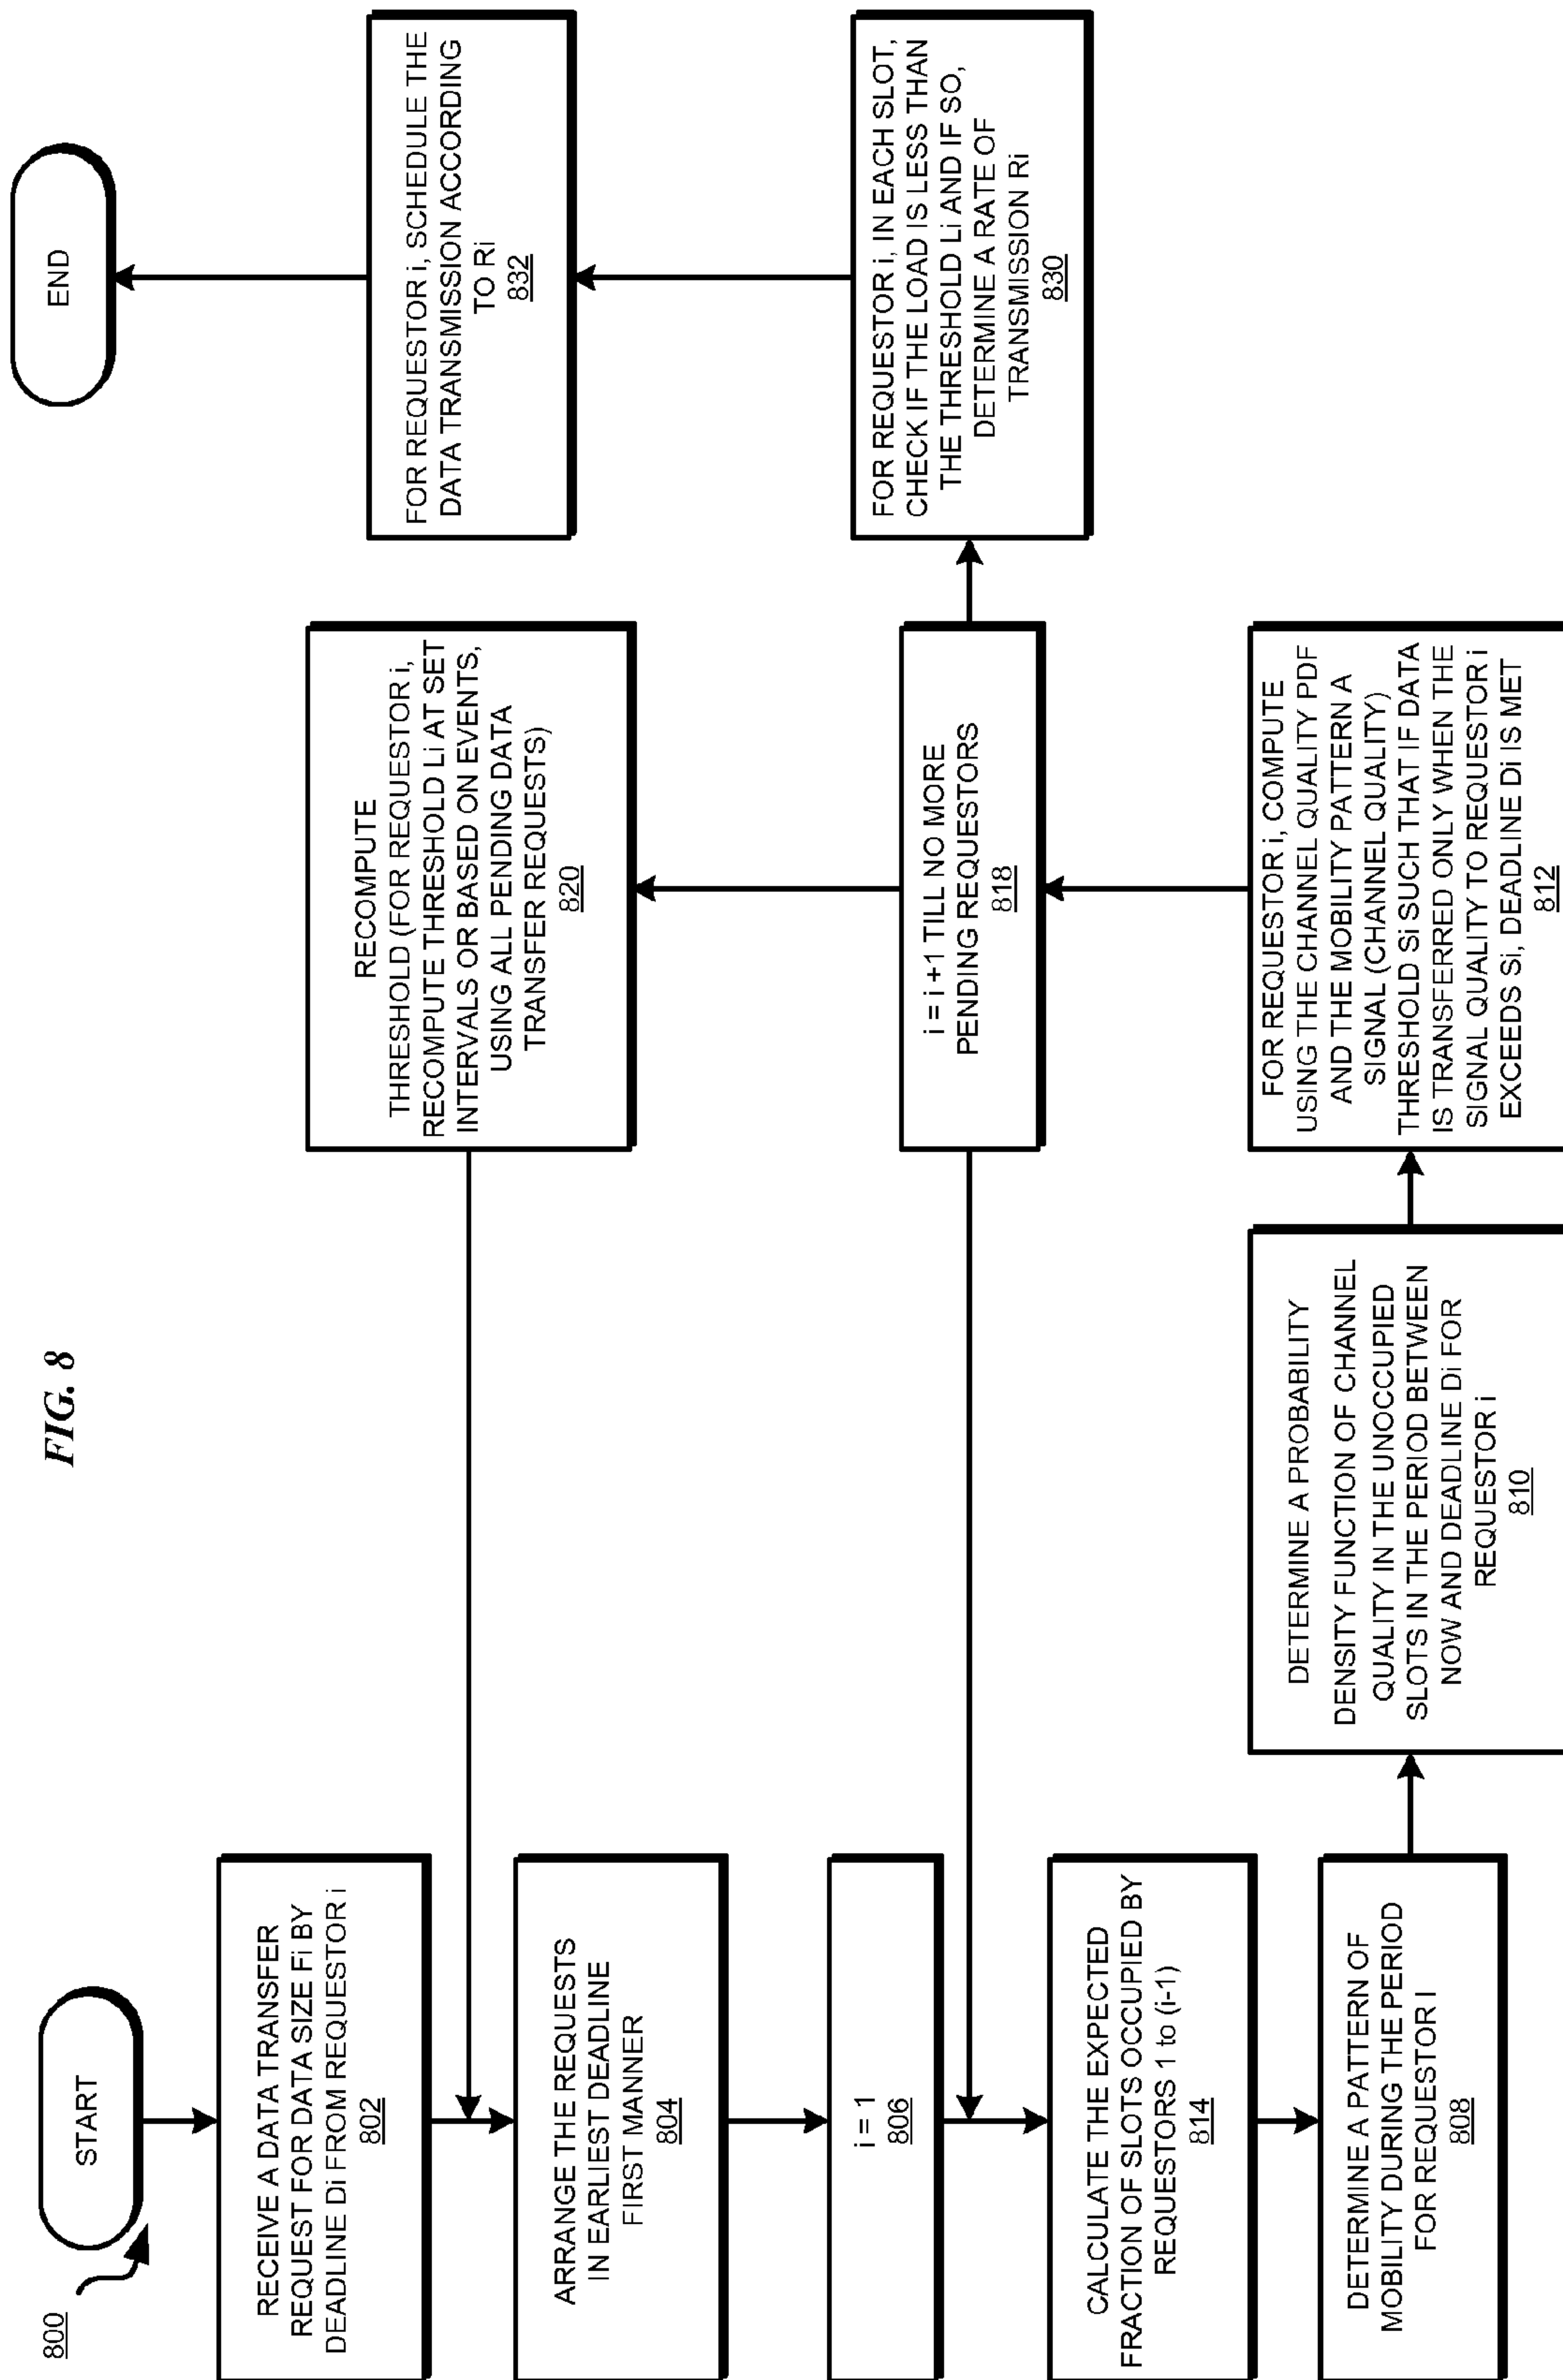 FIG. 8
800
START
RECEIVE A DATA TRANSFER
REQUEST FOR DATA SIZE Fi BY
DEADLINE Di FROM REQUESTOR i
802
ARRANGE THE REQUESTS
IN EARLIEST DEADLINE
FIRST MANNER
804
i = 1
806
CALCULATE THE EXPECTED
FRACTION OF SLOTS OCCUPIED BY
REQUESTORS 1 to (i-1)
814
DETERMINE A PATTERN OF
MOBILITY DURING THE PERIOD
FOR REQUESTOR I
808
DETERMINE A PROBABILITY
DENSITY FUNCTION OF CHANNEL
QUALITY IN THE UNOCCUPIED
SLOTS IN THE PERIOD BETWEEN
NOW AND DEADLINE Di FOR
REQUESTOR i
810
FOR REQUESTOR i, COMPUTE
USING THE CHANNEL QUALITY PDF
AND THE MOBILITY PATTERN A
SIGNAL (CHANNEL QUALITY)
THRESHOLD Si SUCH THAT IF DATA
IS TRANSFERRED ONLY WHEN THE
SIGNAL QUALITY TO REQUESTOR i
EXCEEDS Si, DEADLINE Di IS MET
812
i = i +1 TILL NO MORE
PENDING REQUESTORS
818
RECOMPUTE
THRESHOLD (FOR REQUESTOR i,
RECOMPUTE THRESHOLD Li AT SET
INTERVALS OR BASED ON EVENTS,
USING ALL PENDING DATA
TRANSFER REQUESTS)
820
FOR REQUESTOR i, IN EACH SLOT,
CHECK IF THE LOAD IS LESS THAN
THE THRESHOLD Li AND IF SO,
DETERMINE A RATE OF
TRANSMISSION Ri
830
FOR REQUESTOR i, SCHEDULE THE
DATA TRANSMISSION ACCORDING
TO Ri
832
END